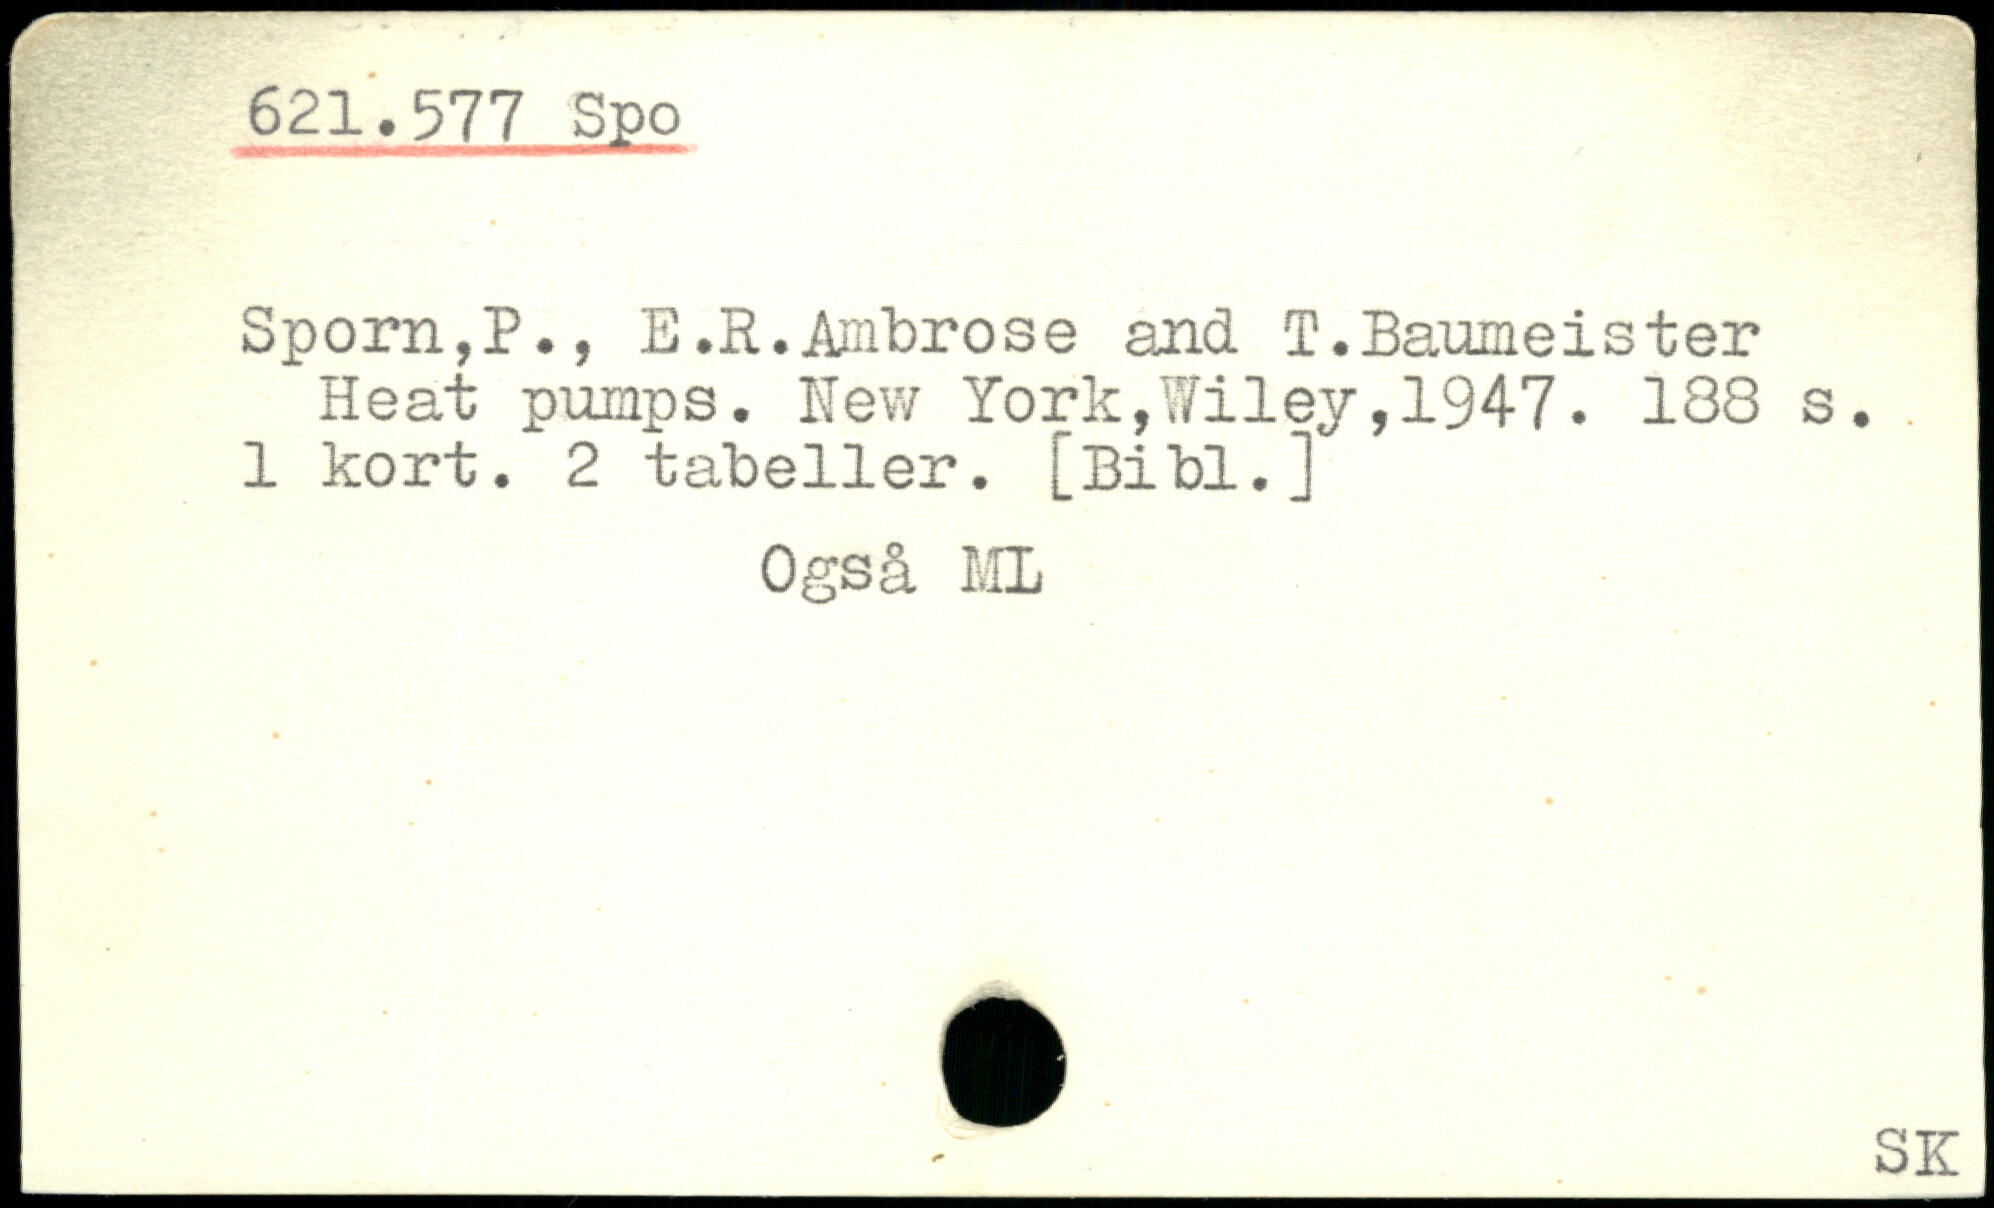 621.577 Spo
Sporn,P., E.R.Ambrose and T.Baumeister
Heat pumps. New York,Wiley,1947. 188 s.
1 kort. 2 tabeller. [Bibl.]
Også ML
SK